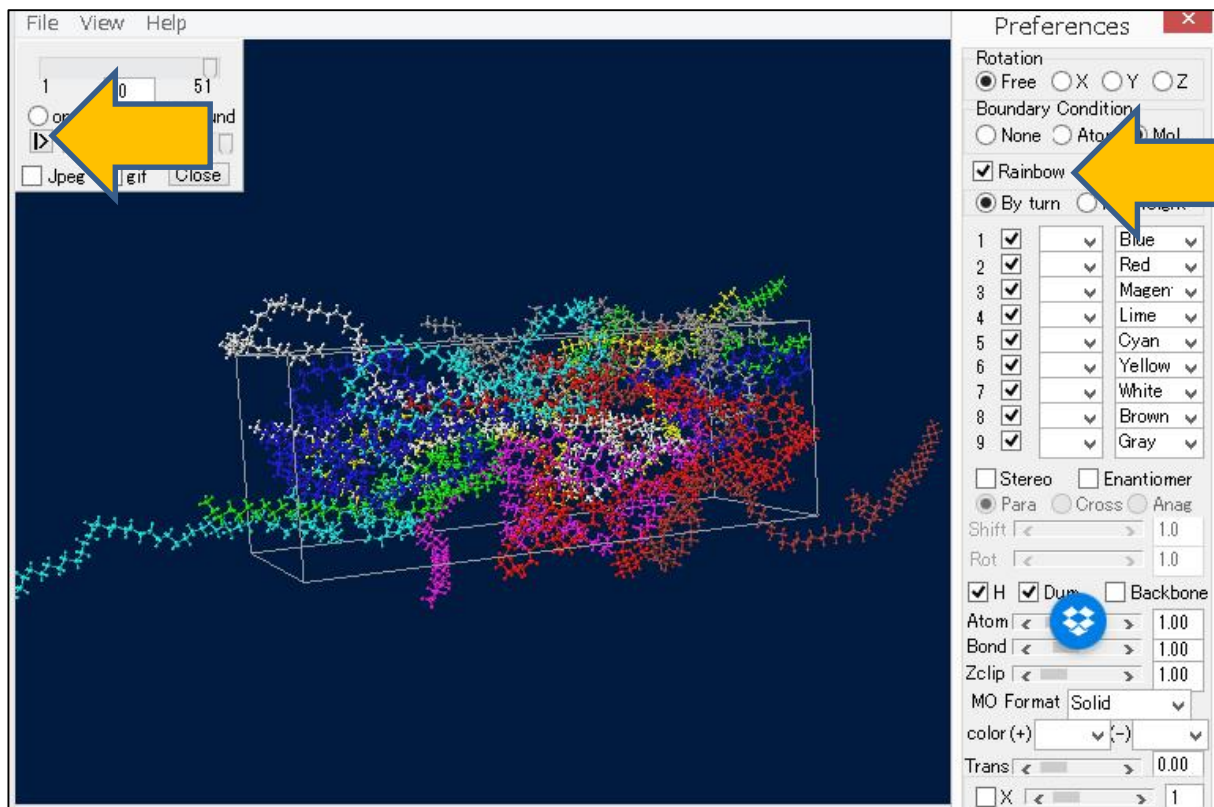 File View Help
1 0 51
Jpeg gif Close
Preferences
Rotation
Free X Y Z
Boundary Condition
None Mol
Rainbow
By turn
1 Blue
2 Red
3 Magen
4 Lime
5 Cyan
6 Yellow
7 White
8 Brown
9 Gray
Stereo Enantiomer
Para Cross Anag
Shift 1.0
Rot 1.0
H Dum Backbone
Atom 1.00
Bond 1.00
Zclip 1.00
MO Format Solid
color (+) (-)
Trans 0.00
X 1